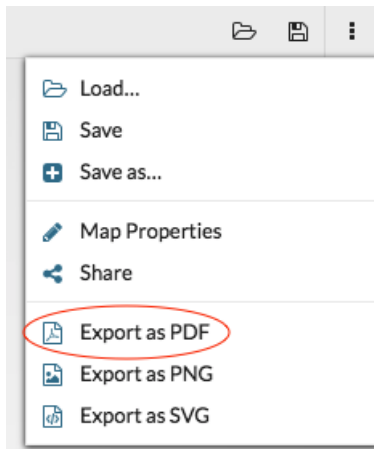 Load...
Save
Save as...
Map Properties
Share
Export as PDF
Export as PNG
Export as SVG